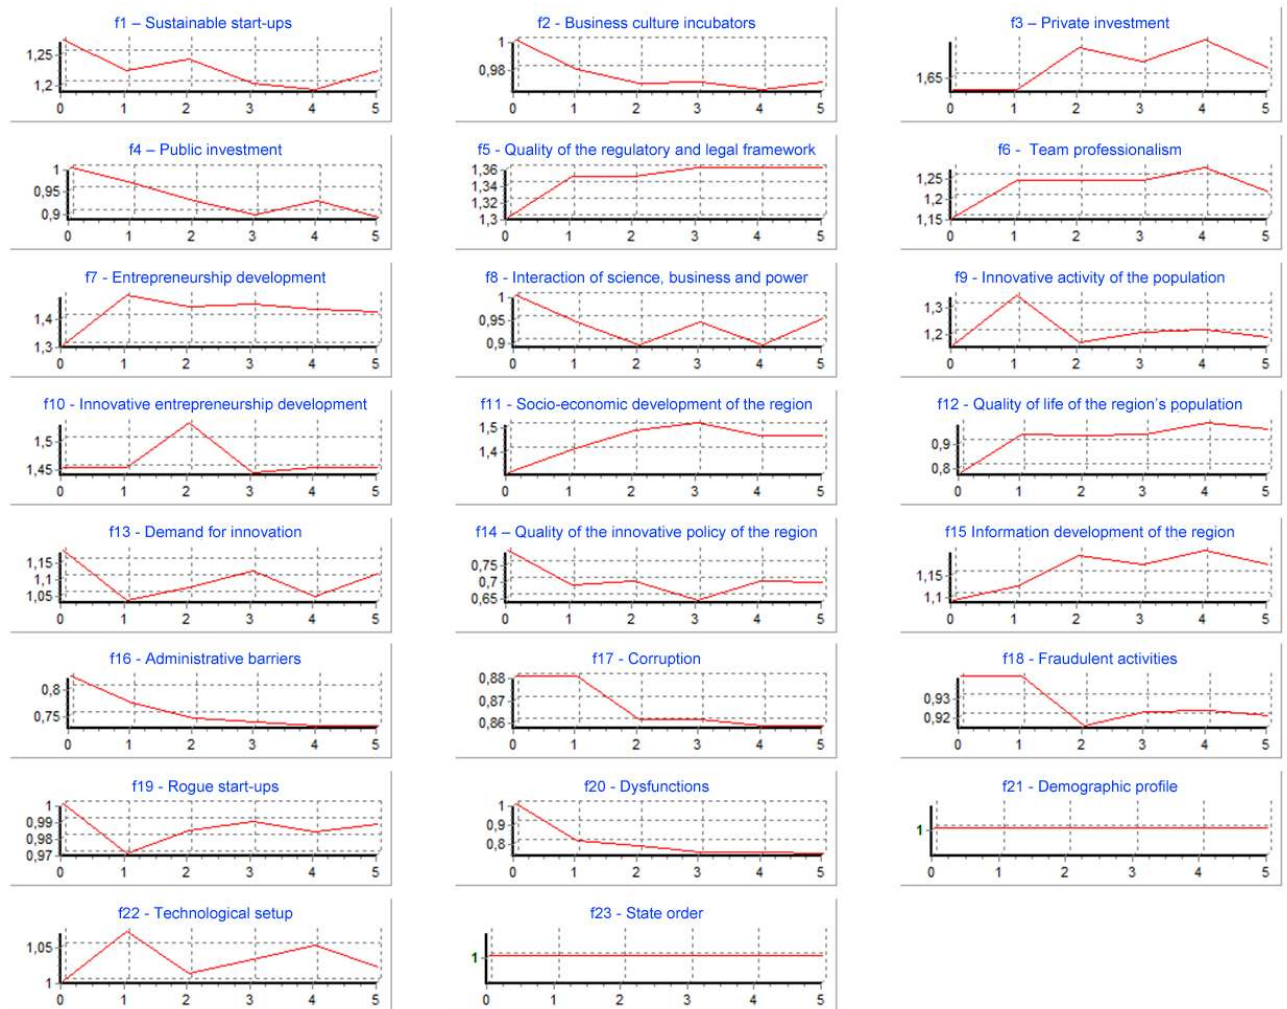 f1 – Sustainable start-ups
1,25
1,2
0 1 2 3 4 5
f2 - Business culture incubators
1
0,98
0 1 2 3 4 5
f3 – Private investment
1,65
0 1 2 3 4 5
f4 – Public investment
1
0,95
0,9
0 1 2 3 4 5
f5 - Quality of the regulatory and legal framework
1,36
1,34
1,32
1,3
0 1 2 3 4 5
f6 - Team professionalism
1,25
1,2
1,15
0 1 2 3 4 5
f7 - Entrepreneurship development
1,4
1,3
0 1 2 3 4 5
f8 - Interaction of science, business and power
1
0,95
0,9
0 1 2 3 4 5
f9 - Innovative activity of the population
1,3
1,2
0 1 2 3 4 5
f10 - Innovative entrepreneurship development
1,5
1,45
0 1 2 3 4 5
f11 - Socio-economic development of the region
1,5
1,4
0 1 2 3 4 5
f12 - Quality of life of the region's population
0,9
0,8
0 1 2 3 4 5
f13 - Demand for innovation
1,15
1,1
1,05
0 1 2 3 4 5
f14 – Quality of the innovative policy of the region
0,75
0,7
0,65
0 1 2 3 4 5
f15 Information development of the region
1,15
1,1
0 1 2 3 4 5
f16 - Administrative barriers
0,8
0,75
0 1 2 3 4 5
f17 - Corruption
0,88
0,87
0,86
0 1 2 3 4 5
f18 - Fraudulent activities
0,93
0,92
0 1 2 3 4 5
f19 - Rogue start-ups
1
0,99
0,98
0,97
0 1 2 3 4 5
f20 - Dysfunctions
1
0,9
0,8
0 1 2 3 4 5
f21 - Demographic profile
1
0 1 2 3 4 5
f22 - Technological setup
1,05
1
0 1 2 3 4 5
f23 - State order
1
0 1 2 3 4 5